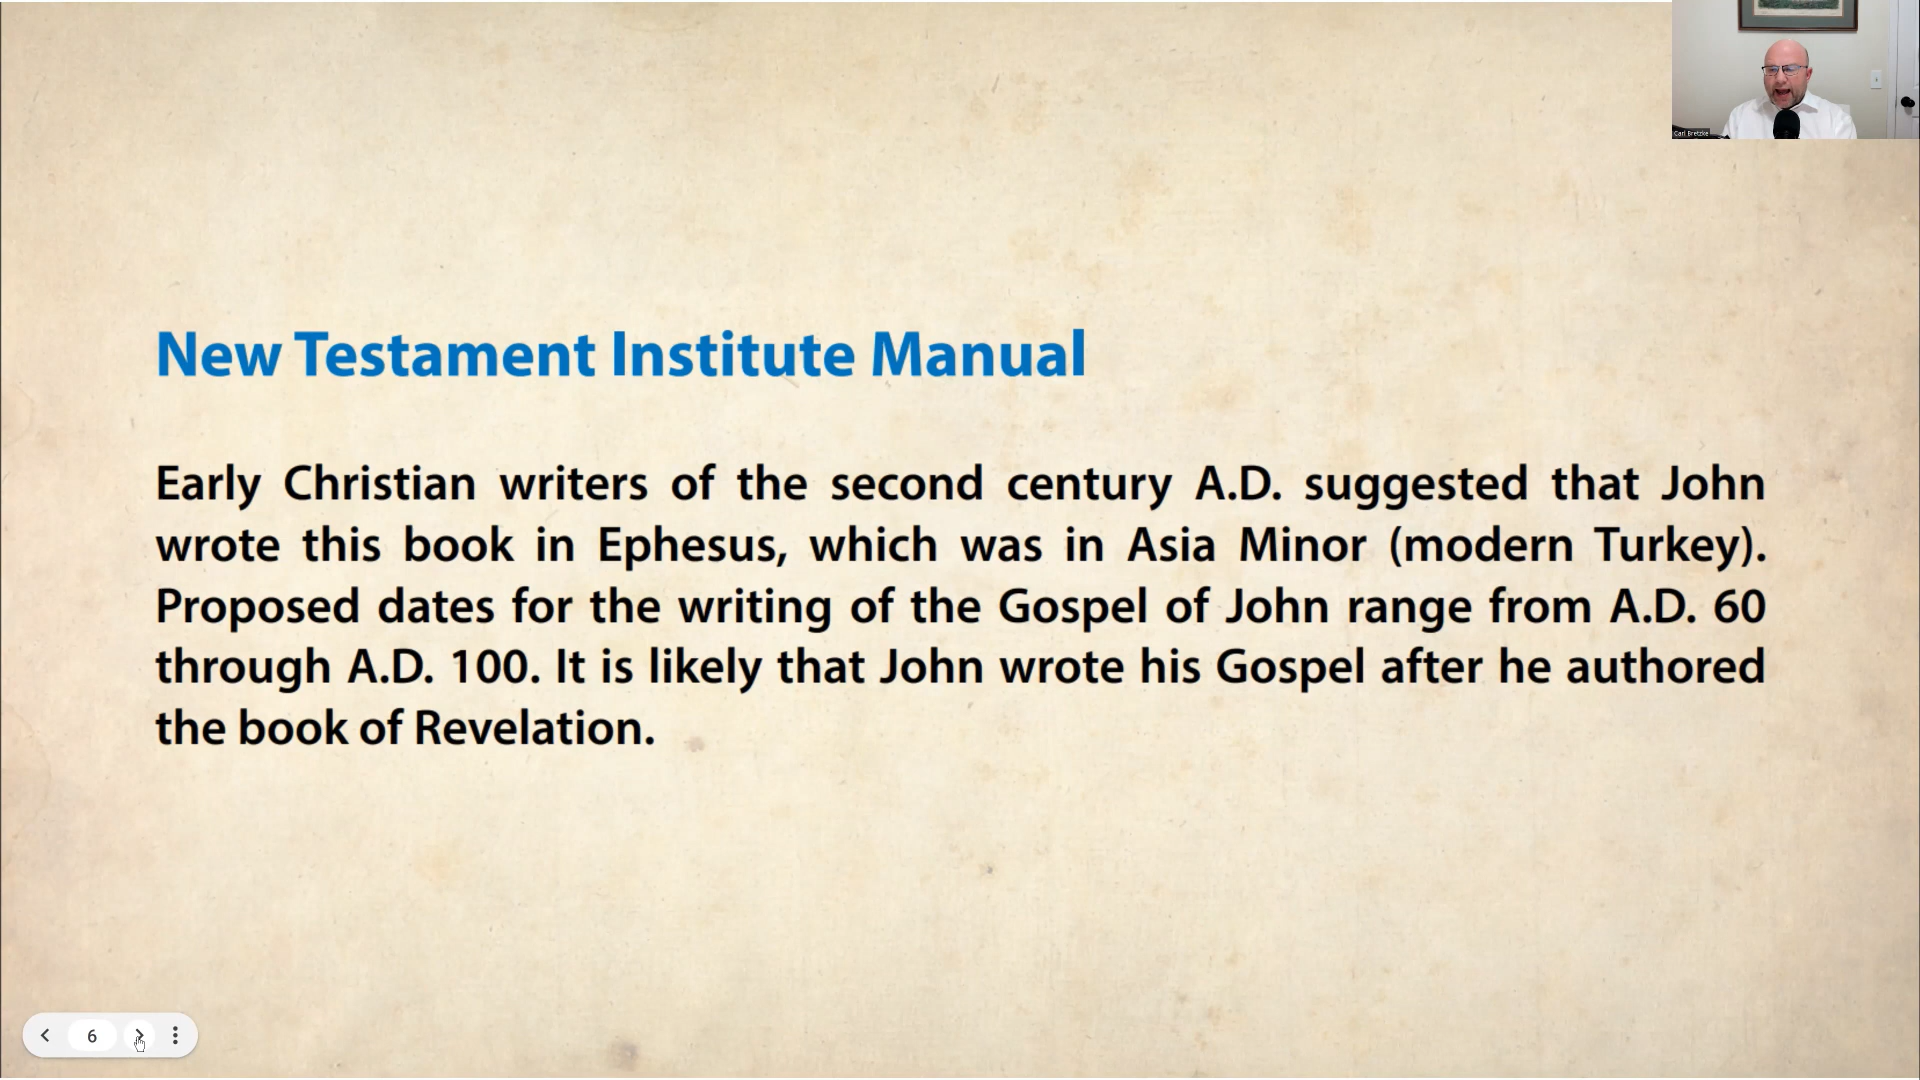 Carl Bretzke
New Testament Institute Manual
Early Christian writers of the second century A.D. suggested that John
wrote this book in Ephesus, which was in Asia Minor (modern Turkey).
Proposed dates for the writing of the Gospel of John range from A.D. 60
through A.D. 100. It is likely that John wrote his Gospel after he authored
the book of Revelation.
6